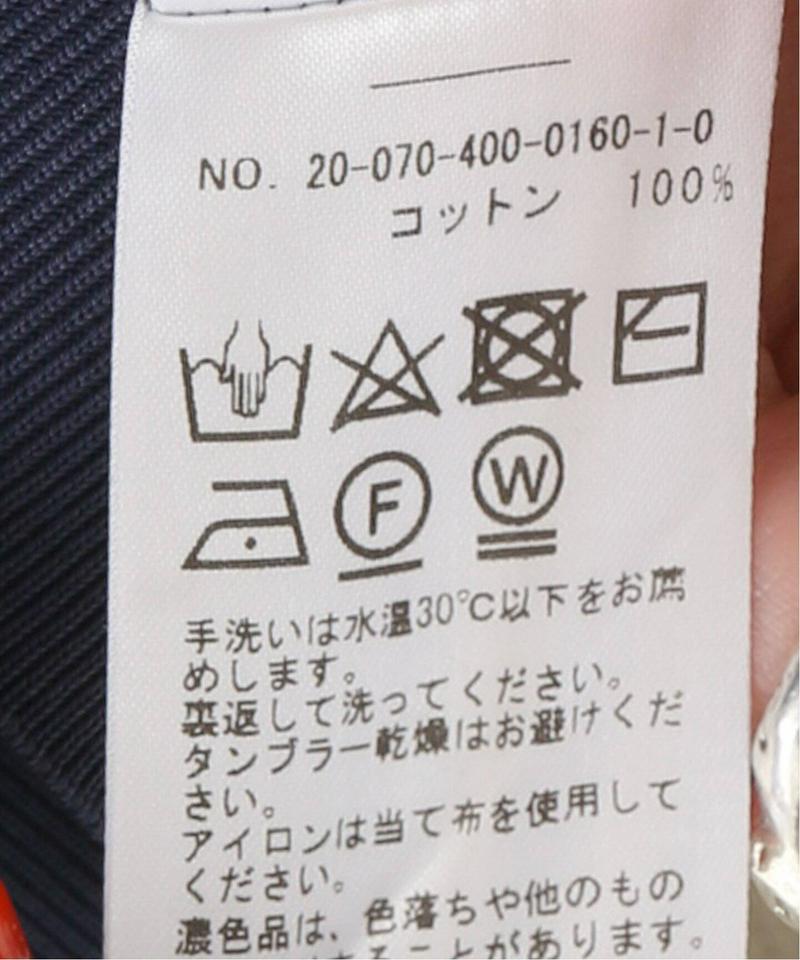 NO. 20-070-400-0160-1-0
コットン 100%
F W
手洗いは水温30℃以下をお薦
めします。
裏返して洗ってください。
タンブラー乾燥はお避けくだ
さい。
アイロンは当て布を使用して
ください。
濃色品は、色落ちや他のもの
ることがあります。